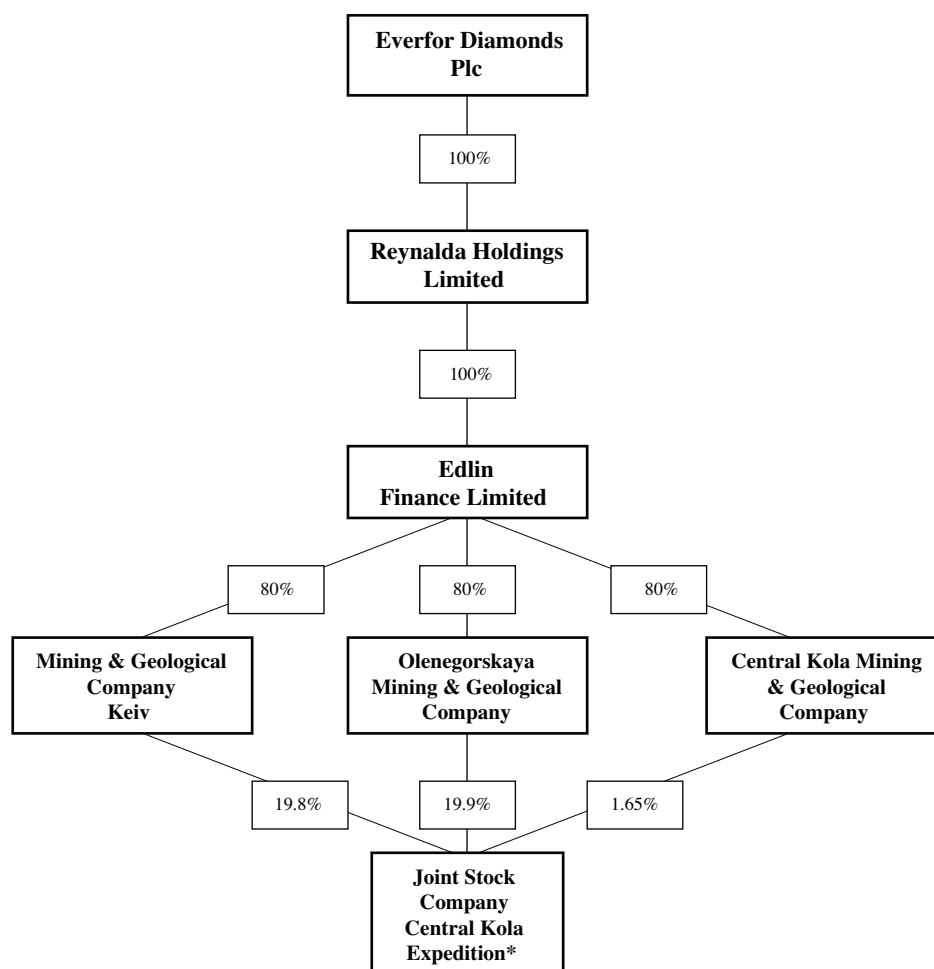 Everfor Diamonds
Plc
100%
Reynalda Holdings
Limited
100%
Edlin
Finance Limited
80%
80%
80%
Mining & Geological
Company
Keiv
Olenegorskaya
Mining & Geological
Company
Central Kola Mining
& Geological
Company
19.8%
19.9%
1.65%
Joint Stock
Company
Central Kola
Expedition*